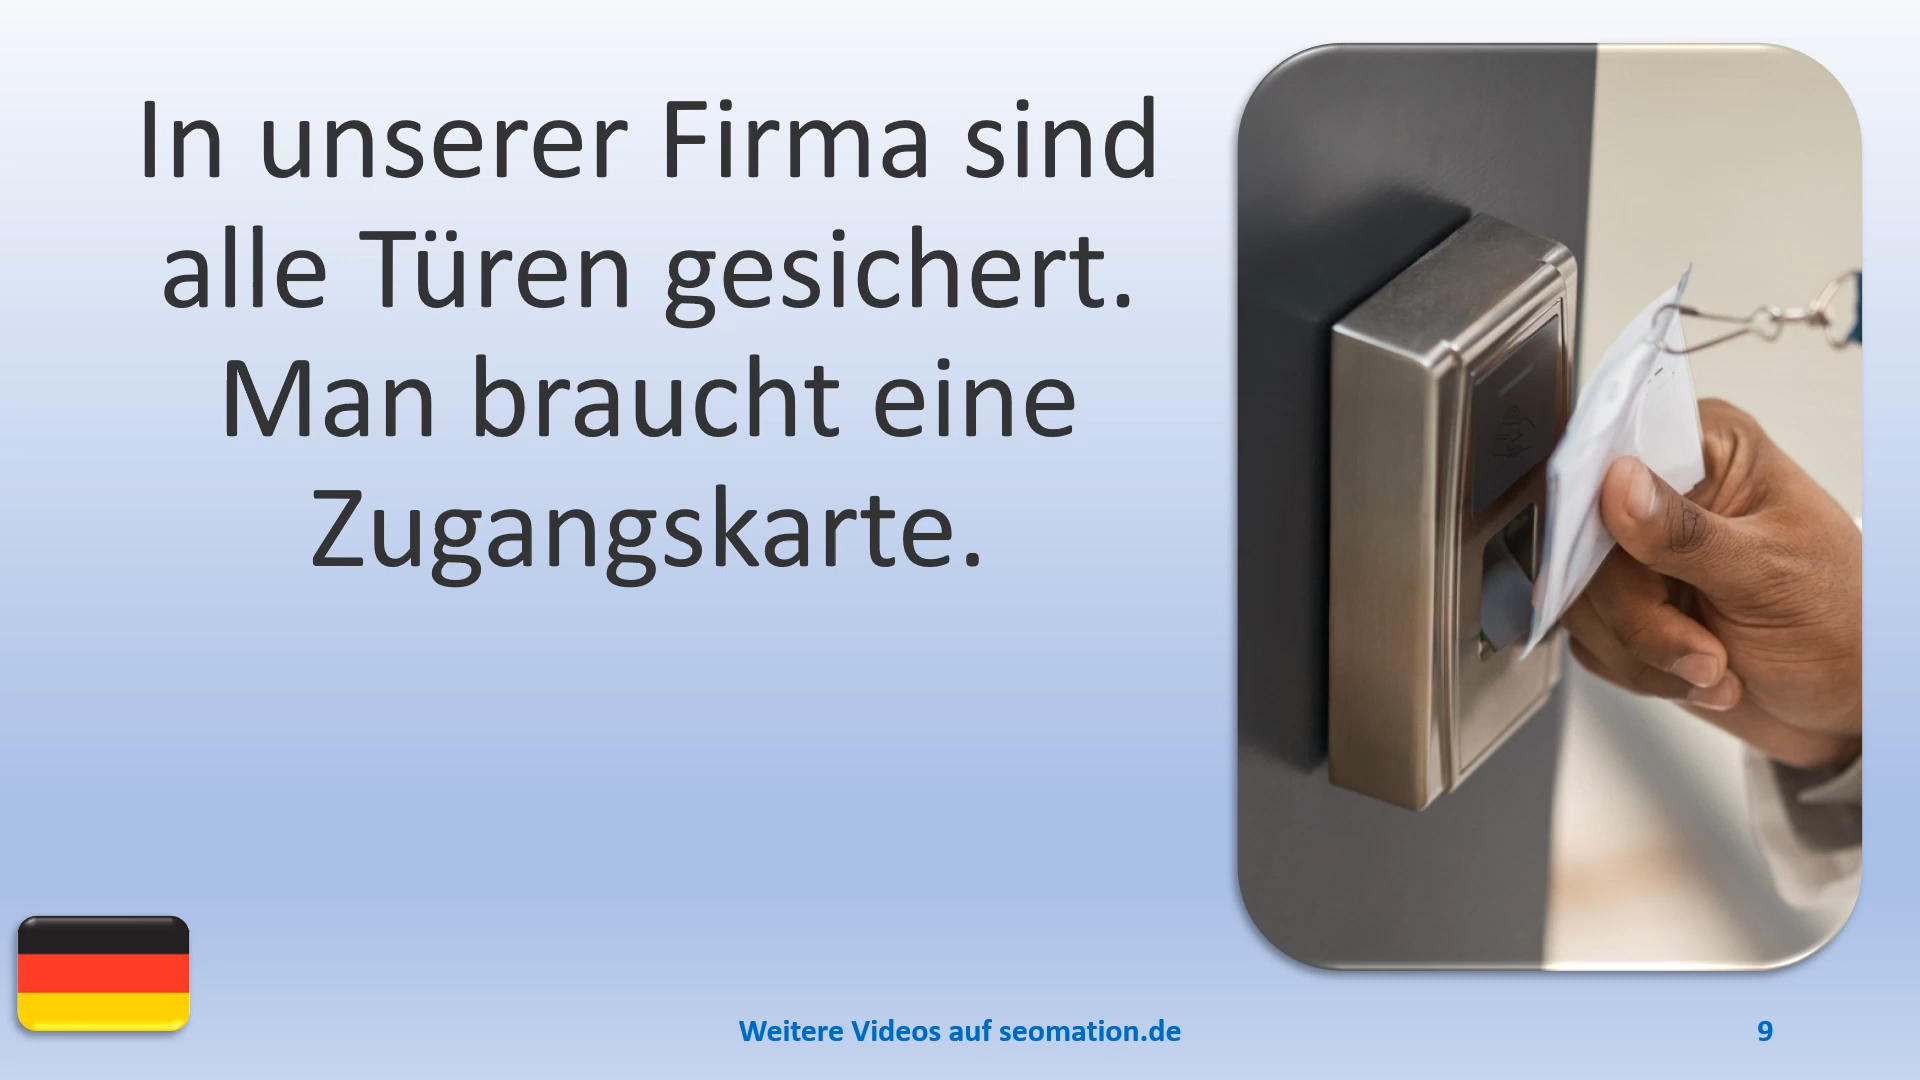 In unserer Firma sind
alle Türen gesichert.
Man braucht eine
Zugangskarte.
Weitere Videos auf seomation.de
9